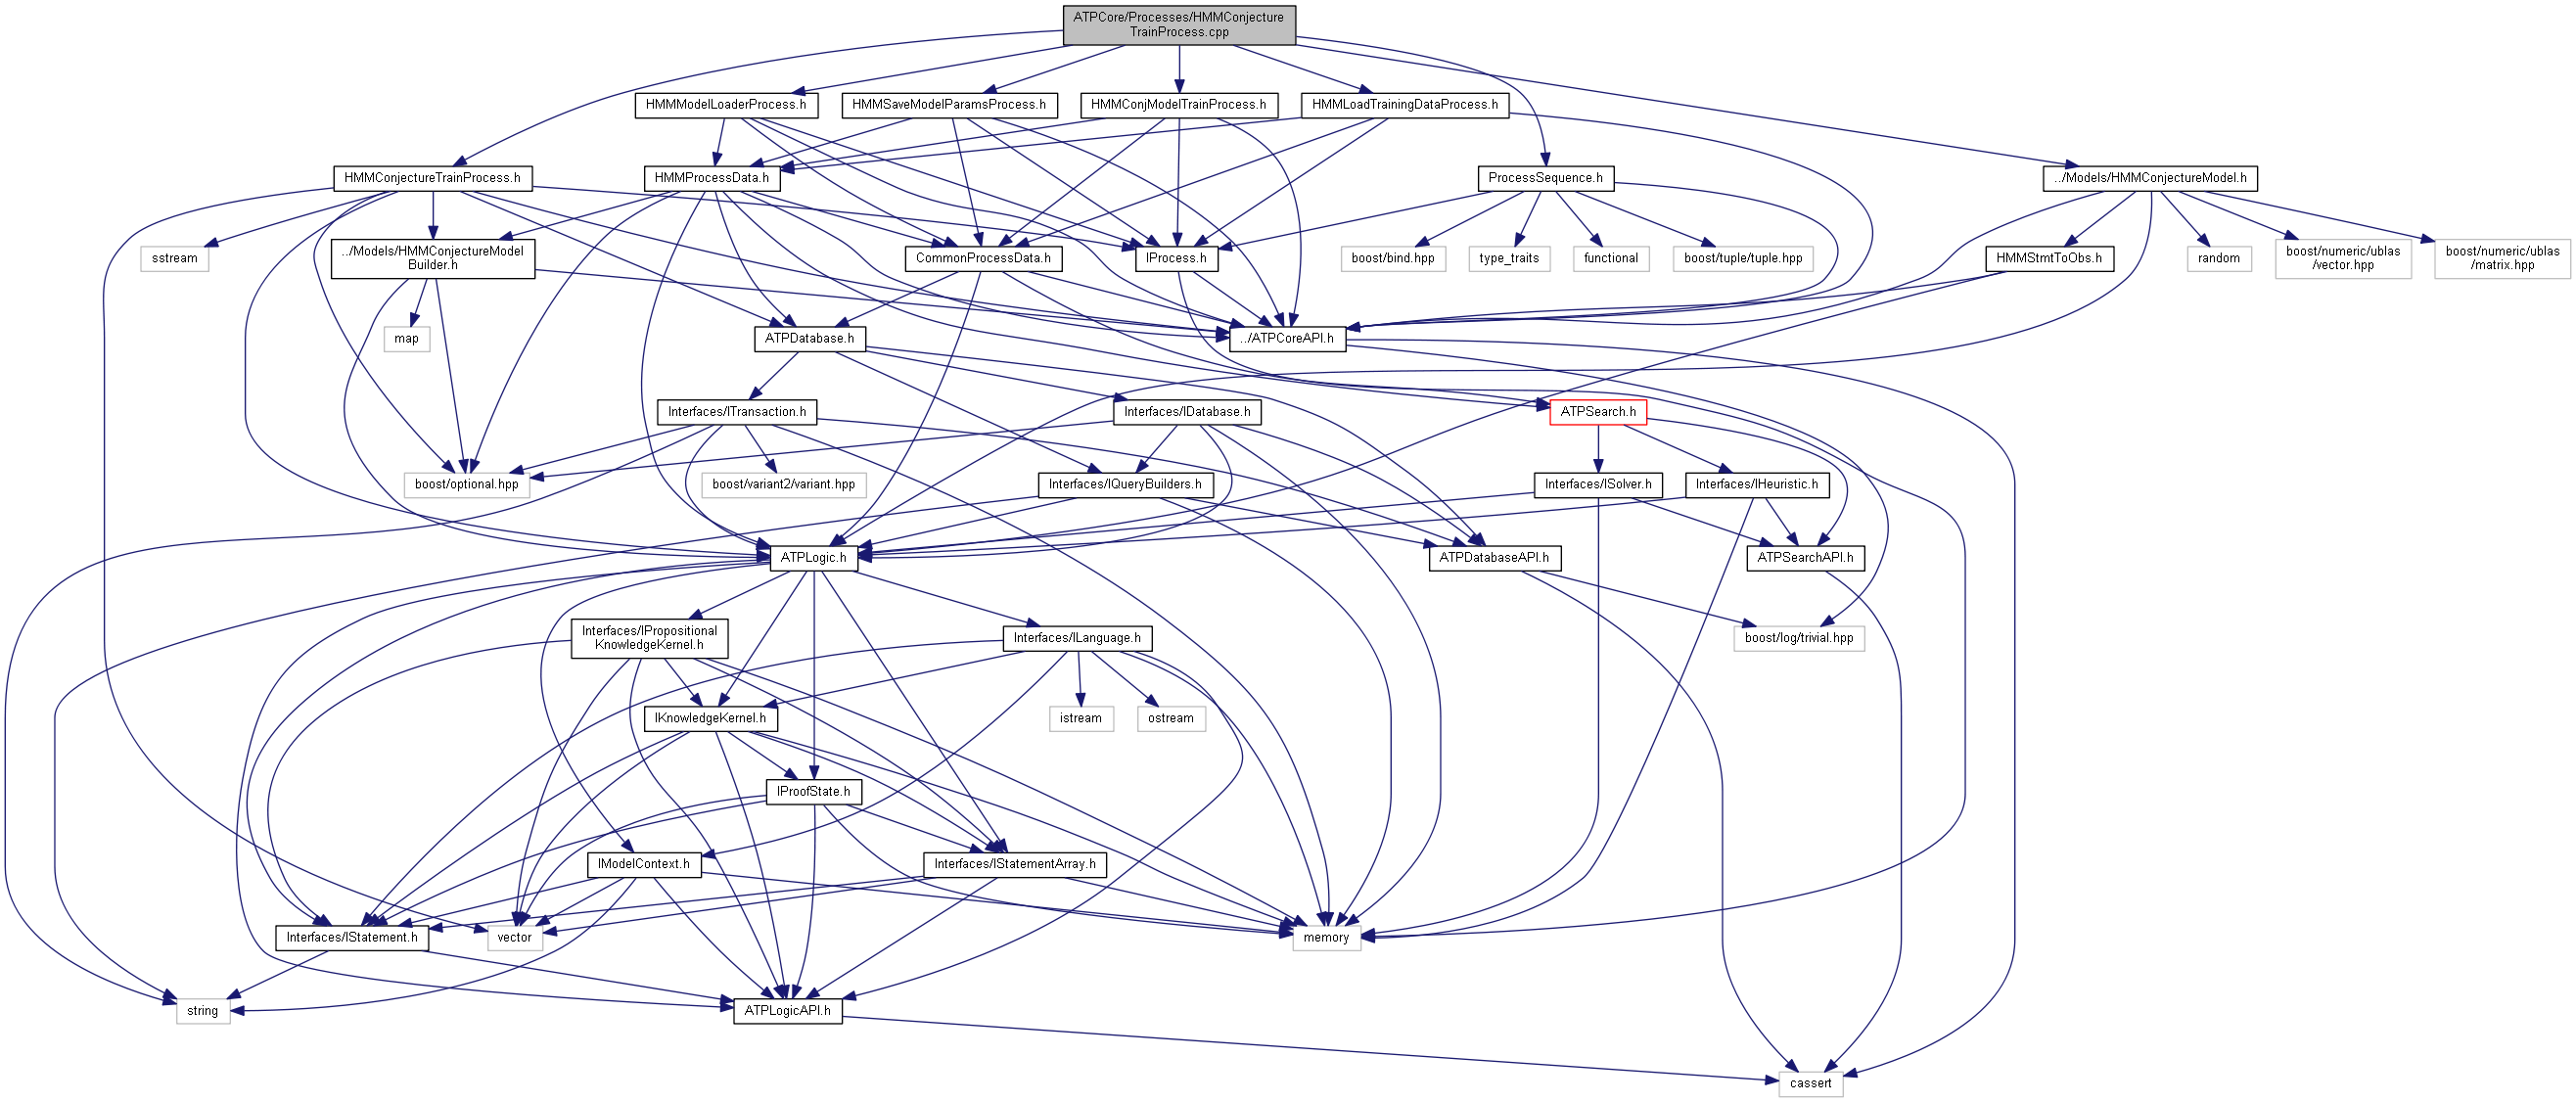 ATPCore/Processes/HMMConjecture
TrainProcess.cpp
HMMModelLoaderProcess.h
HMMSaveModelParamsProcess.h
HMMConjModelTrainProcess.h
HMMLoadTrainingDataProcess.h
HMMConjectureTrainProcess.h
HMMProcessData.h
ProcessSequence.h
../Models/HMMConjectureModel.h
sstream
../Models/HMMConjectureModel
Builder.h
CommonProcessData.h
IProcess.h
boost/bind.hpp
type_traits
functional
boost/tuple/tuple.hpp
HMMStmtToObs.h
random
boost/numeric/ublas
/vector.hpp
boost/numeric/ublas
/matrix.hpp
map
ATPDatabase.h
../ATPCoreAPI.h
Interfaces/ITransaction.h
Interfaces/IDatabase.h
ATPSearch.h
boost/optional.hpp
boost/variant2/variant.hpp
Interfaces/IQueryBuilders.h
Interfaces/ISolver.h
Interfaces/IHeuristic.h
ATPLogic.h
ATPDatabaseAPI.h
ATPSearchAPI.h
Interfaces/IPropositional
KnowledgeKernel.h
Interfaces/ILanguage.h
boost/log/trivial.hpp
IKnowledgeKernel.h
istream
ostream
IProofState.h
IModelContext.h
Interfaces/IStatementArray.h
Interfaces/IStatement.h
vector
memory
string
ATPLogicAPI.h
cassert